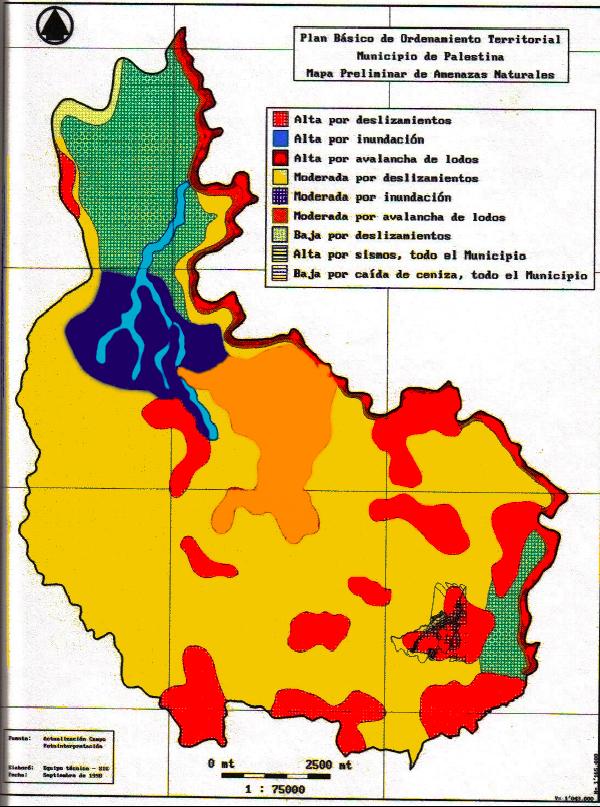 Plan Básico de Ordenamiento Territorial
Municipio de Palestina
Mapa Preliminar de Amenazas Naturales
Alta por deslizamientos
Alta por inundación
Alta por avalancha de lodos
Moderada por deslizamientos
Moderada por inundación
Moderada por avalancha de lodos
Baja por deslizamientos
Alta por sismos, todo el Municipio
Baja por caída de ceniza, todo el Municipio
Fuente: Actualización Campo
Fotointerpretación
Elaboró: Equipo técnico -
Fecha: Septiembre de 1998
0 mt 2500 mt
1 : 75000